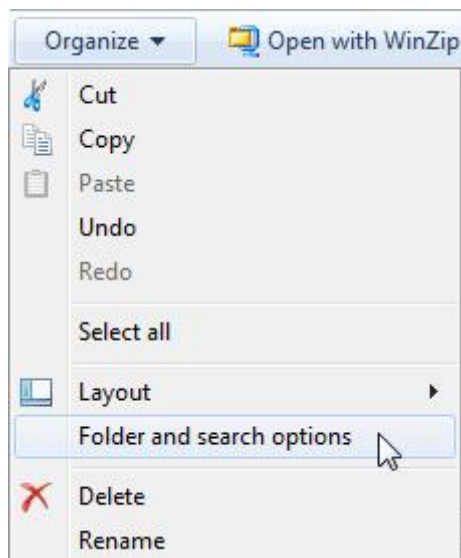 Organize Open with WinZip
Cut
Copy
Paste
Undo
Redo
Select all
Layout
Folder and search options
Delete
Rename